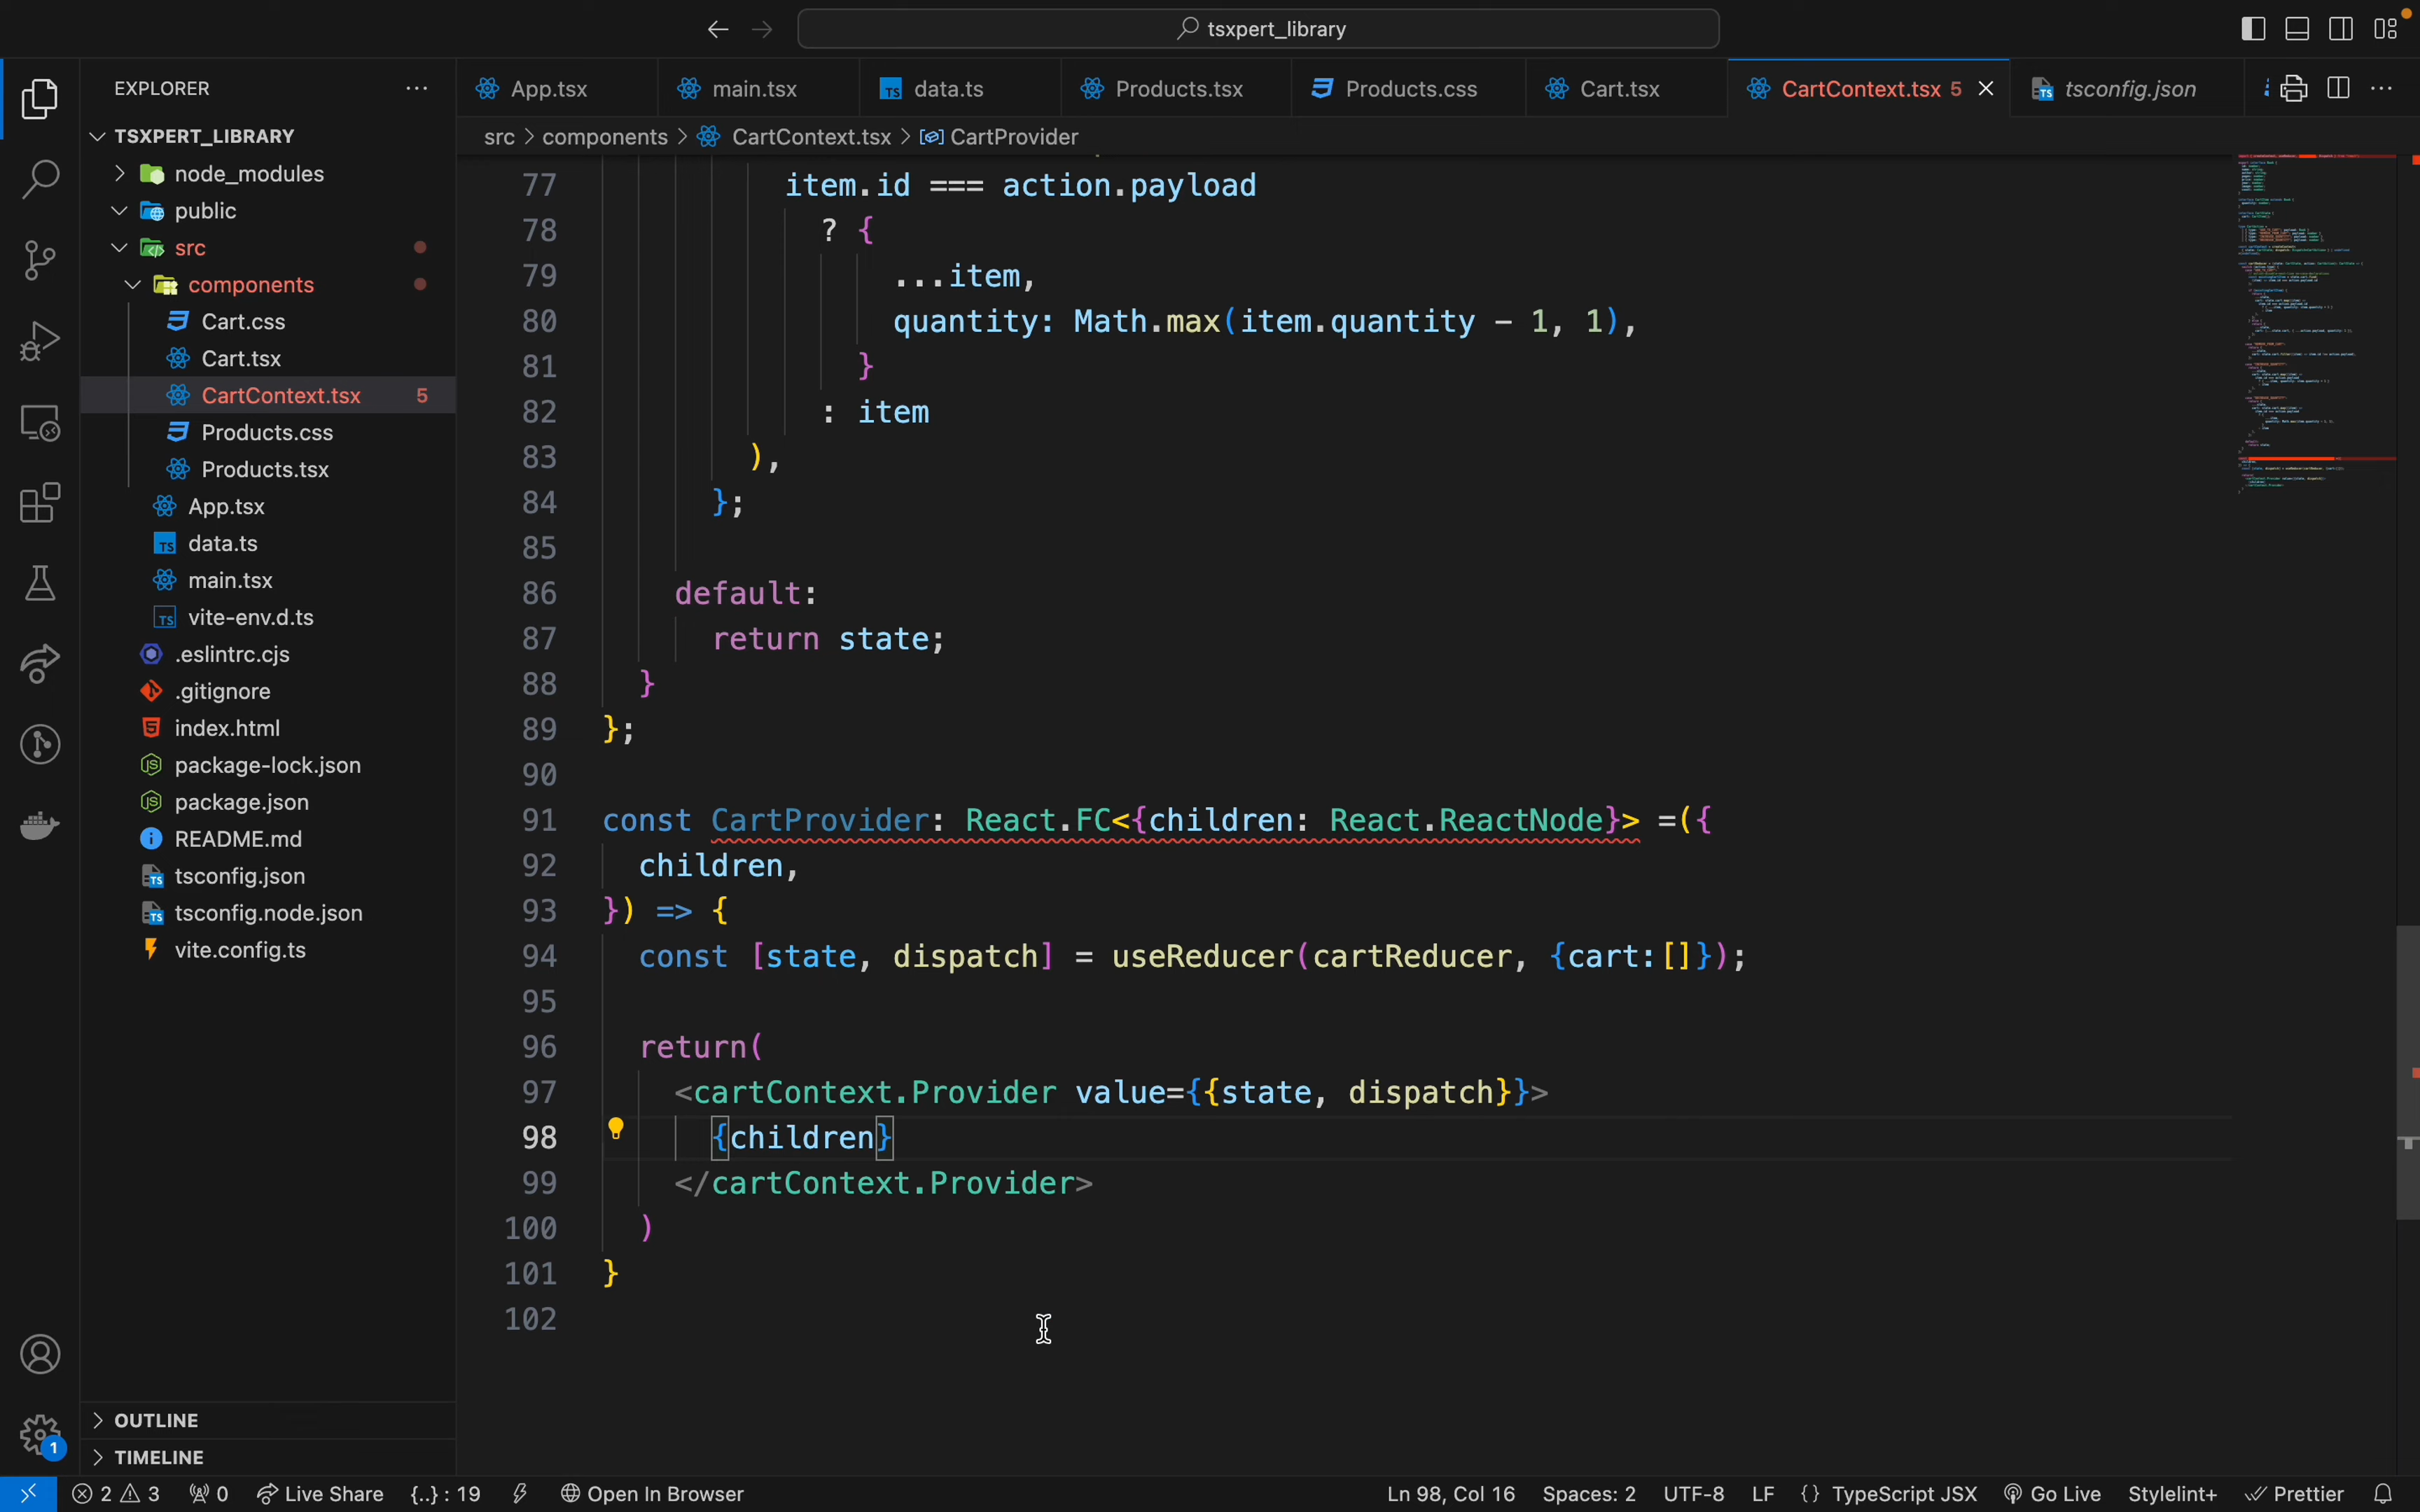 tsxpert_library
EXPLORER
App.tsx
main.tsx
data.ts
Products.tsx
Products.css
Cart.tsx
CartContext.tsx 5
tsconfig.json
TSXPERT_LIBRARY
src > components > CartContext.tsx > CartProvider
node_modules
public
src
components
Cart.css
Cart.tsx
CartContext.tsx 5
Products.css
Products.tsx
App.tsx
data.ts
main.tsx
vite-env.d.ts
.eslintrc.cjs
.gitignore
index.html
package-lock.json
package.json
README.md
tsconfig.json
tsconfig.node.json
vite.config.ts
OUTLINE
TIMELINE
77 item.id === action.payload
78 ? {
79 ...item,
80 quantity: Math.max(item.quantity - 1, 1),
81 }
82 : item
83 ),
84 };
85
86 default:
87 return state;
88 }
89 };
90
91 const CartProvider: React.FC<{children: React.ReactNode}> =({
92 children,
93 }) => {
94 const [state, dispatch] = useReducer(cartReducer, {cart:[]});
95
96 return(
97 <cartContext.Provider value={{state, dispatch}}>
98 {children}
99 </cartContext.Provider>
100 )
101 }
102
1
2 3 0 Live Share {..} : 19 Open In Browser Ln 98, Col 16 Spaces: 2 UTF-8 LF {} TypeScript JSX Go Live Stylelint+ Prettier